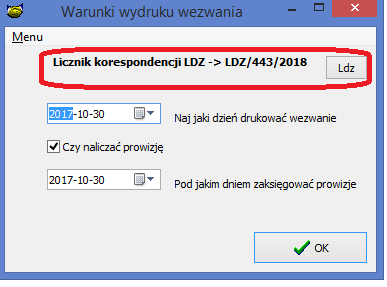 Warunki wydruku wezwania
Menu
Licznik korespondencji LDZ -> LDZ/443/2018
Ldz
2017-10-30
Naj jaki dzień drukować wezwanie
Czy naliczać prowizję
2017-10-30
Pod jakim dniem zaksięgować prowizje
OK